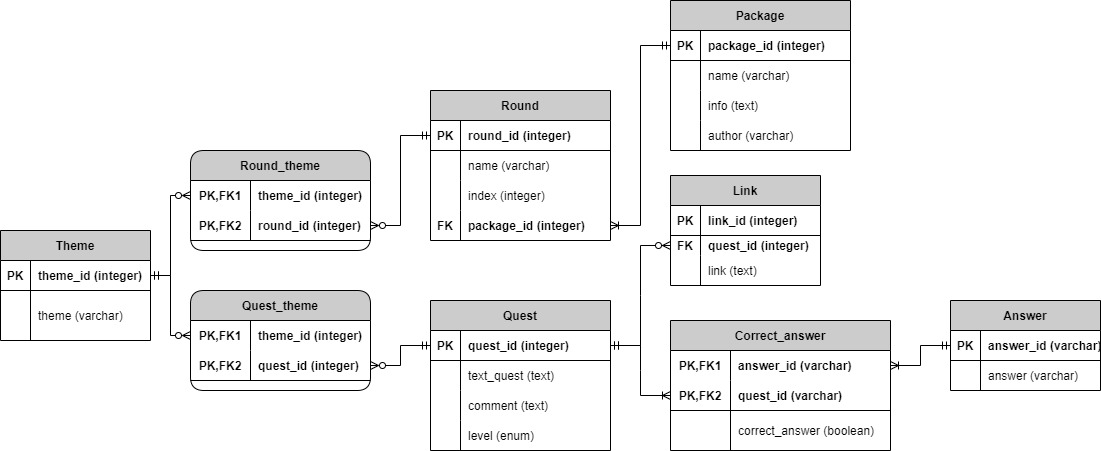 Package
PK package_id (integer)
name (varchar)
info (text)
author (varchar)
Round
PK round_id (integer)
name (varchar)
index (integer)
FK package_id (integer)
Round_theme
PK,FK1 theme_id (integer)
PK,FK2 round_id (integer)
Link
PK link_id (integer)
FK quest_id (integer)
link (text)
Theme
PK theme_id (integer)
theme (varchar)
Quest_theme
PK,FK1 theme_id (integer)
PK,FK2 quest_id (integer)
Quest
PK quest_id (integer)
text_quest (text)
comment (text)
level (enum)
Correct_answer
PK,FK1 answer_id (varchar)
PK,FK2 quest_id (varchar)
correct_answer (boolean)
Answer
PK answer_id (varchar)
answer (varchar)